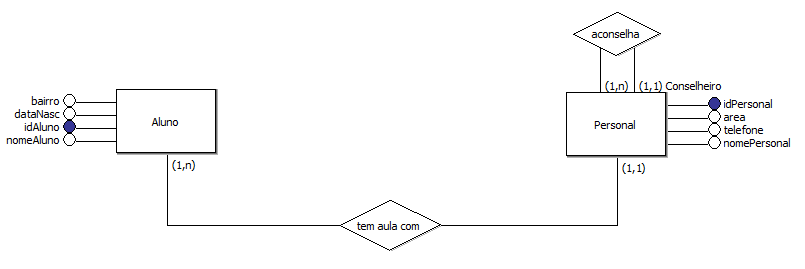 aconselha
(1,n)
(1,1) Conselheiro
bairro
dataNasc
idAluno
nomeAluno
Aluno
Personal
idPersonal
area
telefone
nomePersonal
(1,n)
(1,1)
tem aula com